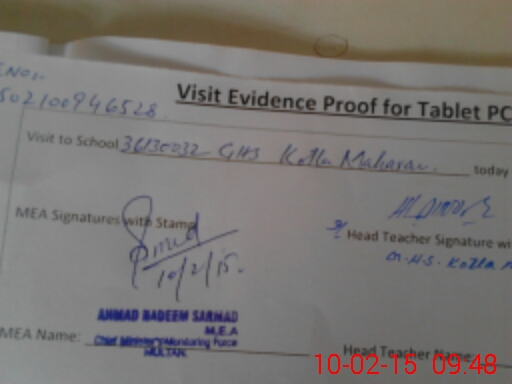 Visit Evidence Proof for Tablet PC
502100946528
Visit to School 36130032 GHS Kotla Maharan. today
MEA Signatures with Stamp
10/2/15.
Head Teacher Signature wi
G.H.S. Kotla
AHMAD NADEEM SARMAD
M.E.A
Chief Minister's Monitoring Force
MULTAN
MEA Name:
Head Teacher Name:
10-02-15 09:48